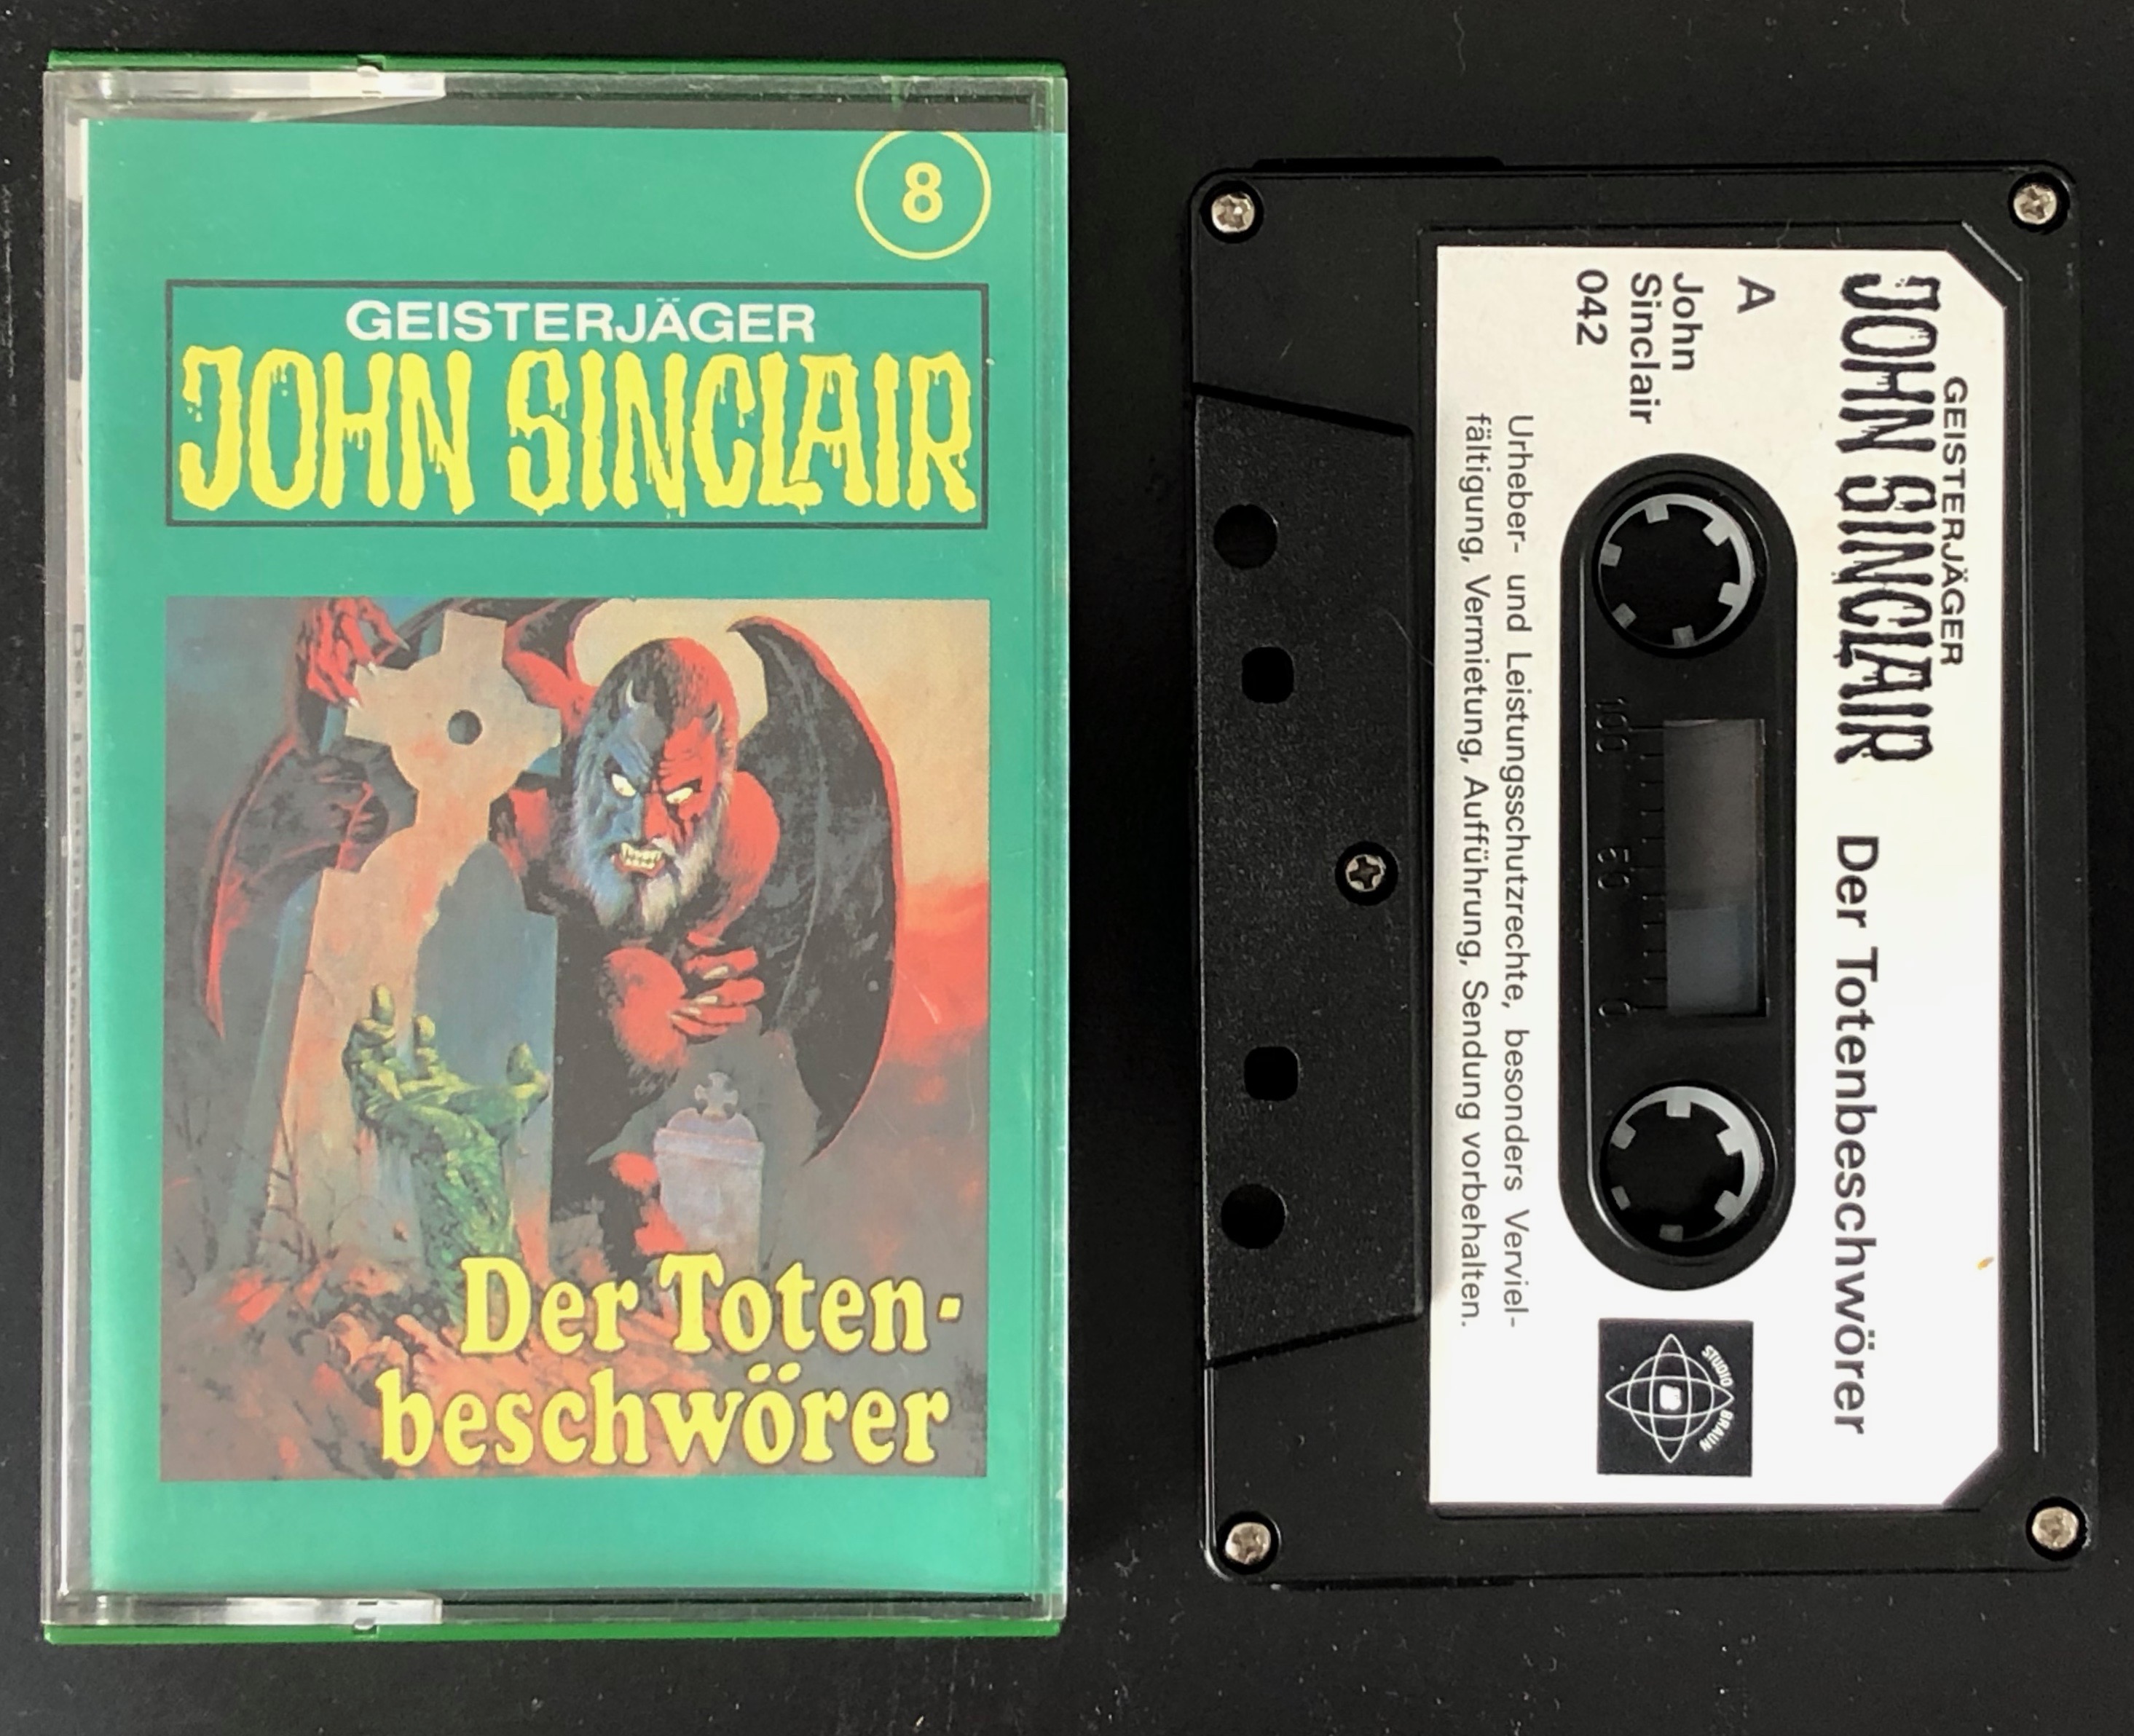 8
GEISTERJÄGER
JOHN SINCLAIR
Der Toten-
beschwörer
GEISTERJÄGER
JOHN SINCLAIR Der Totenbeschwörer
A
John
Sinclair
042
100 50 0
STUDIO BRAUN
Urheber- und Leistungsschutzrechte, besonders Verviel-
fältigung, Vermietung, Aufführung, Sendung vorbehalten.